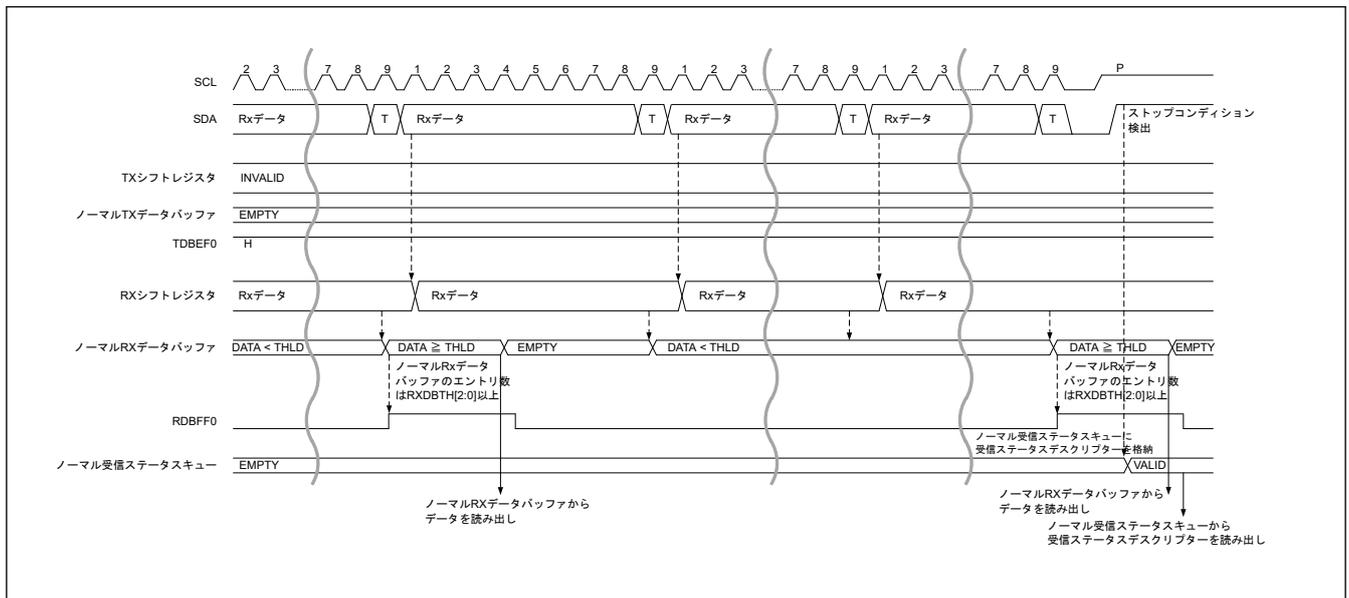 SCL 2 3 7 8 9 1 2 3 4 5 6 7 8 9 1 2 3 7 8 9 1 2 3 7 8 9 P
SDA Rxデータ T Rxデータ T Rxデータ T Rxデータ T ストップコンディション
検出
TXシフトレジスタ INVALID
ノーマルTXデータバッファ EMPTY
TDBEF0 H
RXシフトレジスタ Rxデータ Rxデータ Rxデータ Rxデータ
ノーマルRXデータバッファ DATA < THLD DATA ≧ THLD EMPTY DATA < THLD DATA ≧ THLD EMPTY
ノーマルRxデータ
バッファのエントリ数
はRXDBTH[2:0]以上
ノーマルRxデータ
バッファのエントリ数
はRXDBTH[2:0]以上
RDBFF0
ノーマル受信ステータスキューに
受信ステータスデスクリプターを格納
ノーマル受信ステータスキュー EMPTY VALID
ノーマルRXデータバッファから
データを読み出し
ノーマルRXデータバッファから
データを読み出し
ノーマル受信ステータスキューから
受信ステータスデスクリプターを読み出し